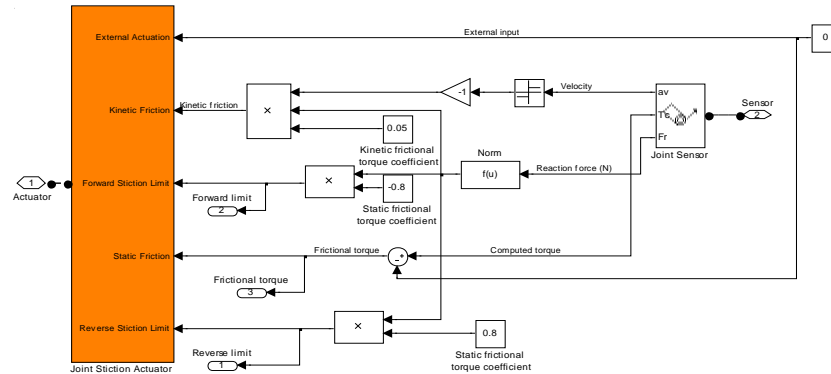 External input
0
External Actuation
Velocity
-1
av
Sensor
2
Kinetic Friction
Kinetic friction
×
Tc
0.05
Fr
Kinetic frictional
torque coefficient
Joint Sensor
Norm
f(u)
Reaction force (N)
1
Actuator
Forward Stiction Limit
×
Forward limit
2
-0.8
Static frictional
torque coefficient
Static Friction
Frictional torque
Computed torque
Frictional torque
3
Reverse Stiction Limit
×
0.8
Reverse limit
1
Static frictional
torque coefficient
Joint Stiction Actuator